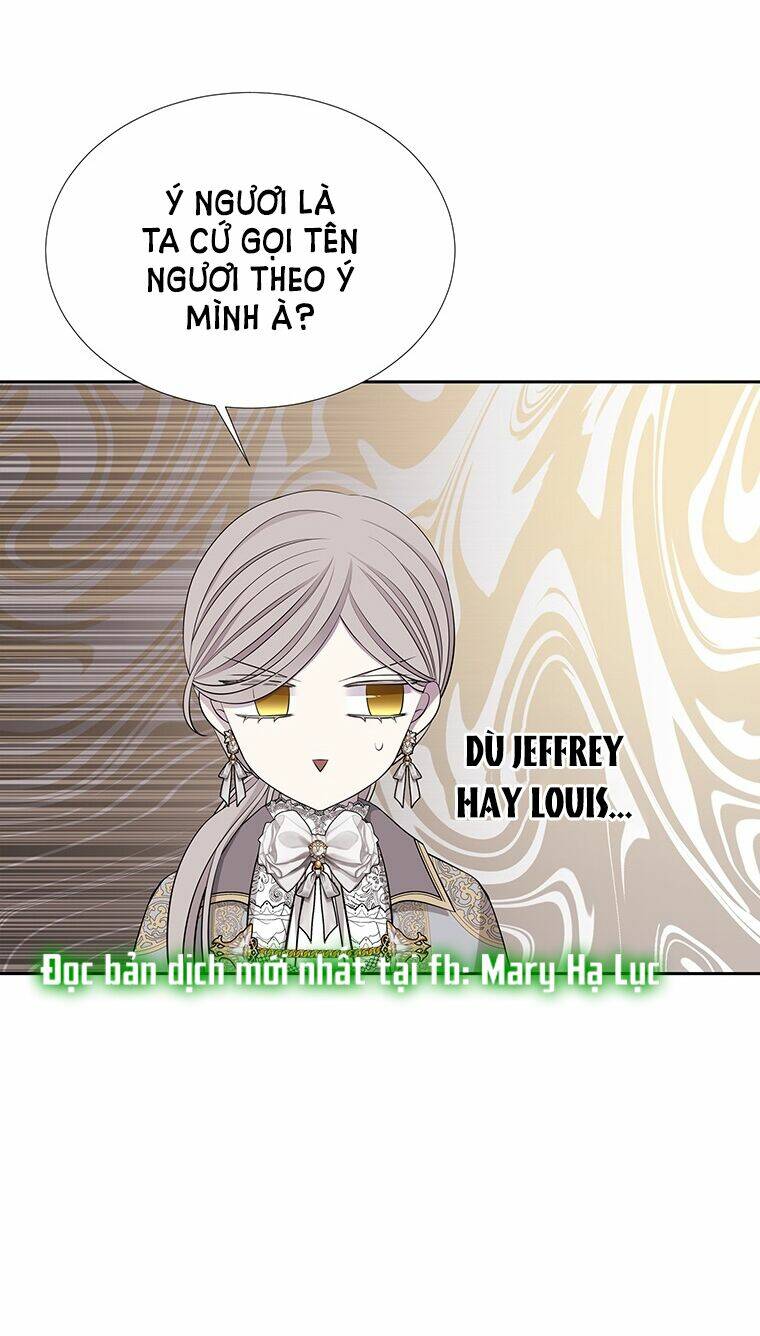 Ý NGƯƠI LÀ
TA CỨ GỌI TÊN
NGƯƠI THEO Ý
MÌNH À?
DÙ JEFFREY
HAY LOUIS...
Đọc bản dịch mới nhất tại fb: Mary Hạ Lục